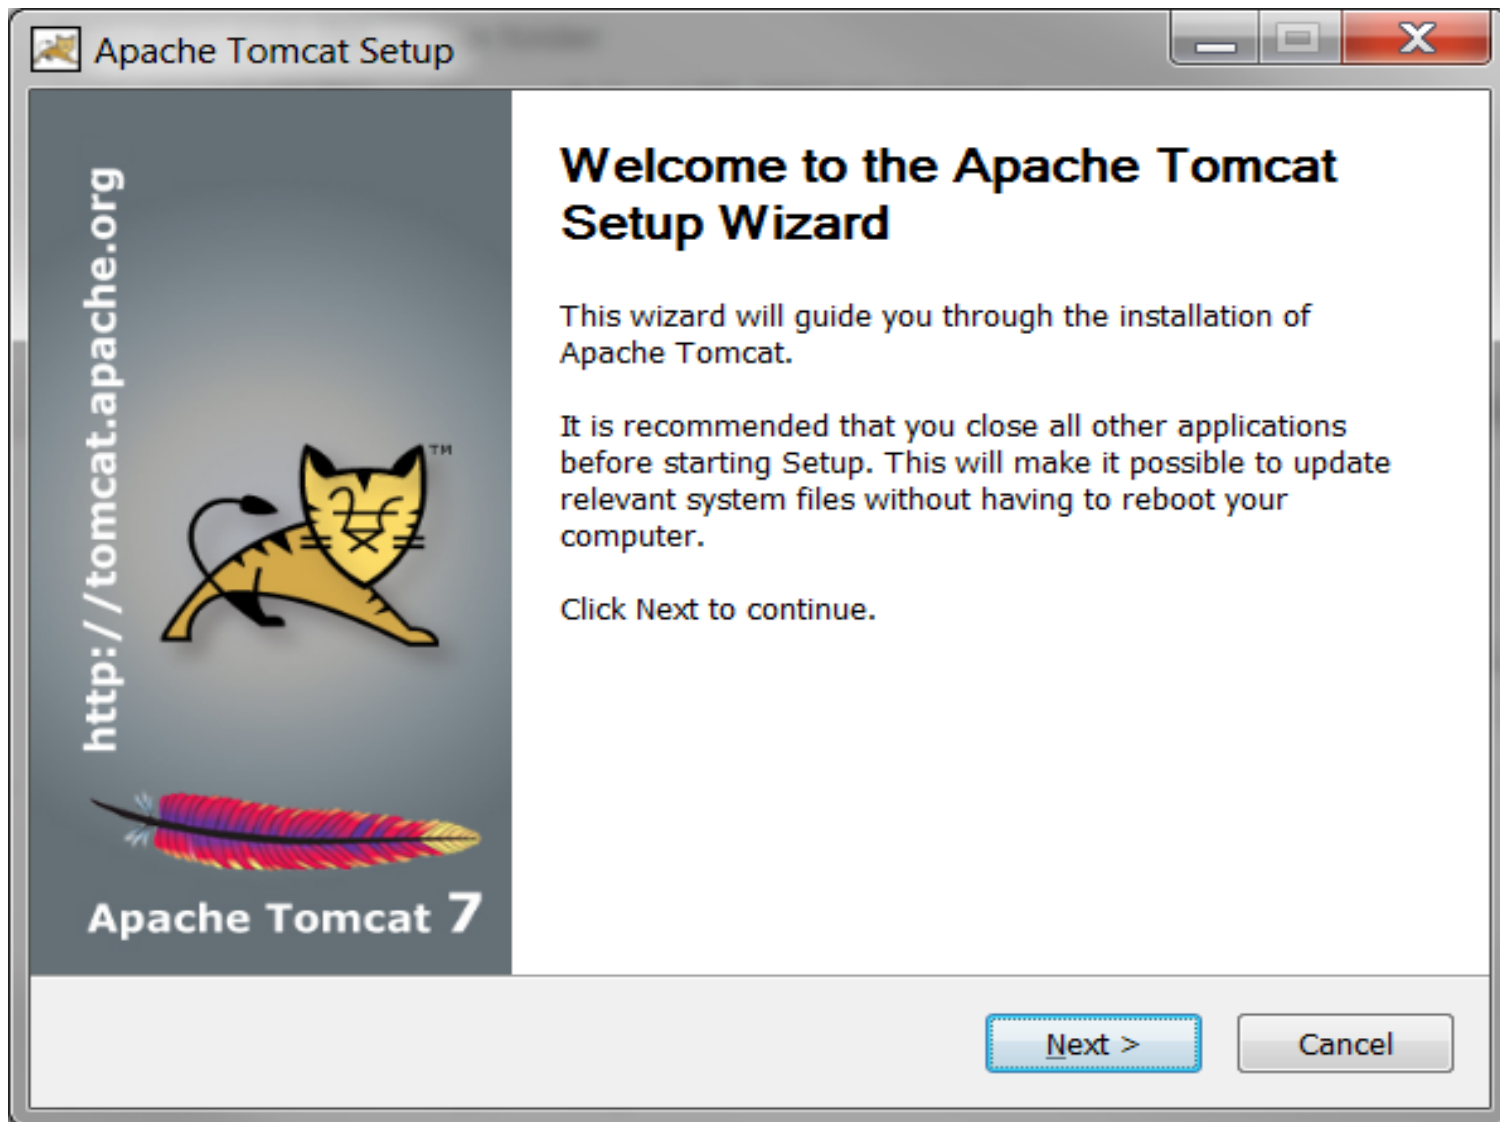 Apache Tomcat Setup
http://tomcat.apache.org
TM
Apache Tomcat 7
Welcome to the Apache Tomcat
Setup Wizard
This wizard will guide you through the installation of
Apache Tomcat.
It is recommended that you close all other applications
before starting Setup. This will make it possible to update
relevant system files without having to reboot your
computer.
Click Next to continue.
Next >
Cancel